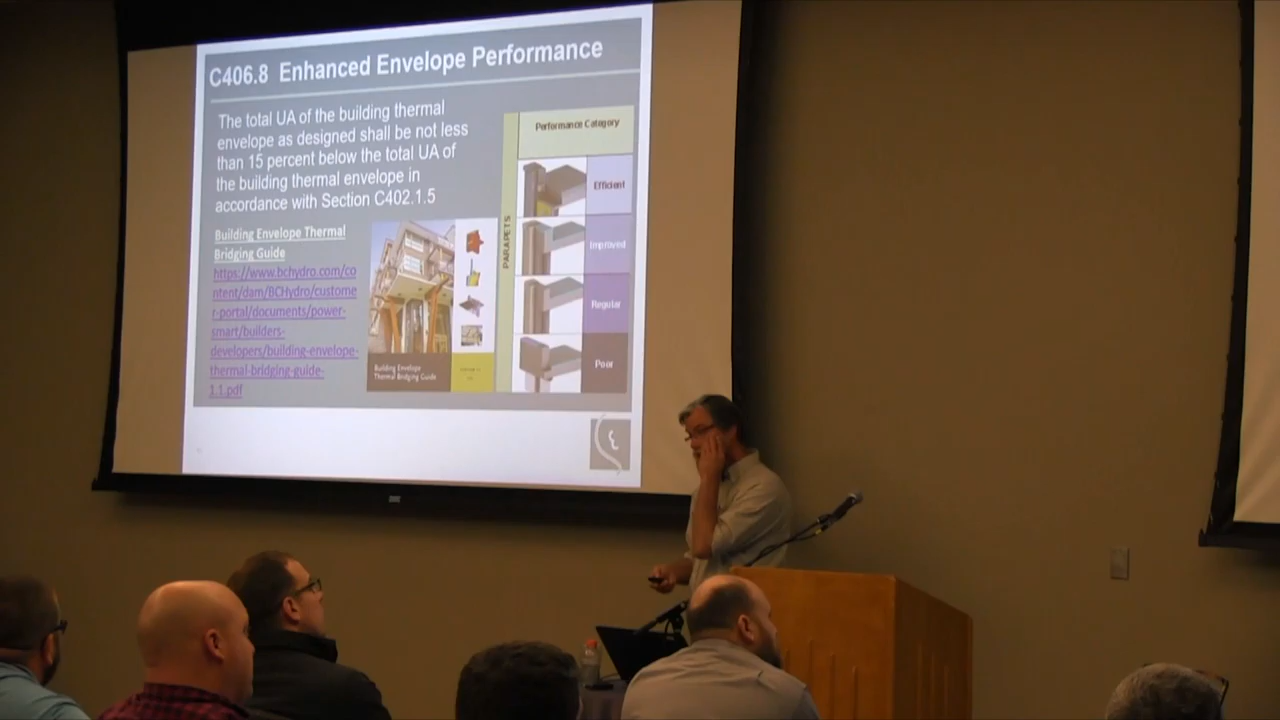 C406.8 Enhanced Envelope Performance
The total UA of the building thermal
envelope as designed shall be not less
than 15 percent below the total UA of
the building thermal envelope in
accordance with Section C402.1.5
Building Envelope Thermal
Bridging Guide
https://www.bchydro.com/co
ntent/dam/BCHydro/custome
r-portal/documents/power-
smart/builders-
developers/building-envelope-
thermal-bridging-guide-
1.1.pdf
Building Envelope
Thermal Bridging Guide
Performance Category
PARAPETS
Efficient
Improved
Regular
Poor